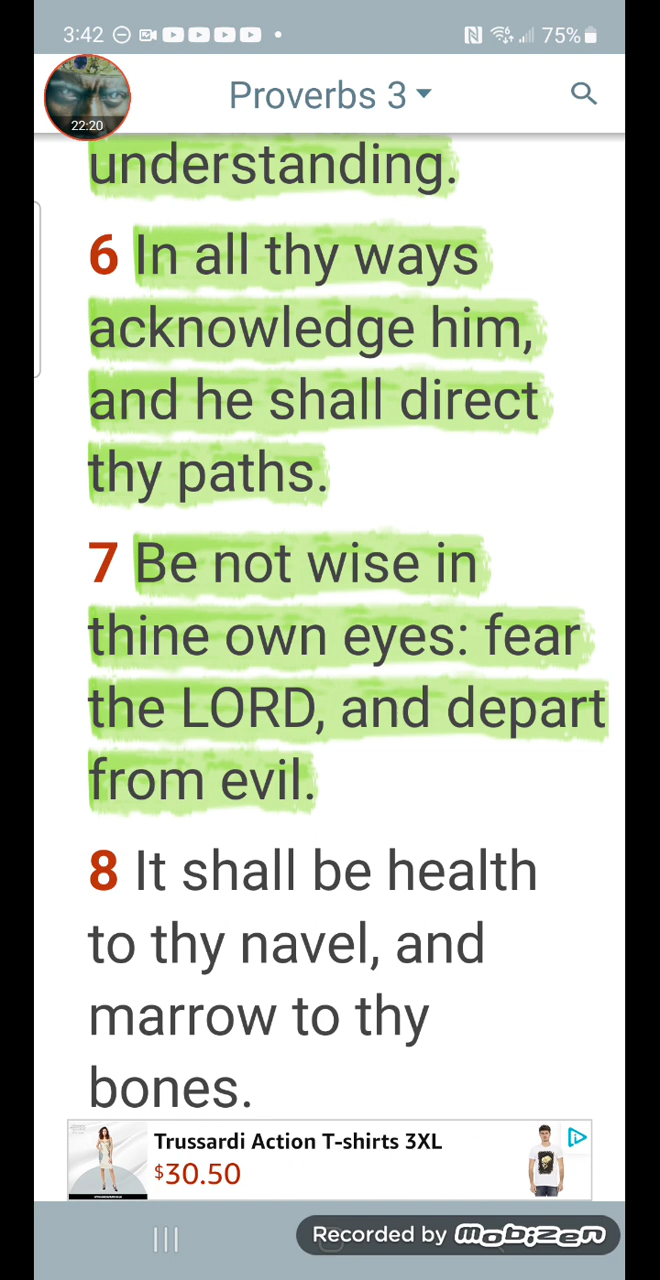 3:42 75%
22:20
Proverbs 3
understanding.
6 In all thy ways
acknowledge him,
and he shall direct
thy paths.
7 Be not wise in
thine own eyes: fear
the LORD, and depart
from evil.
8 It shall be health
to thy navel, and
marrow to thy
bones.
Trussardi Action T-shirts 3XL
$30.50
Recorded by Mobizen